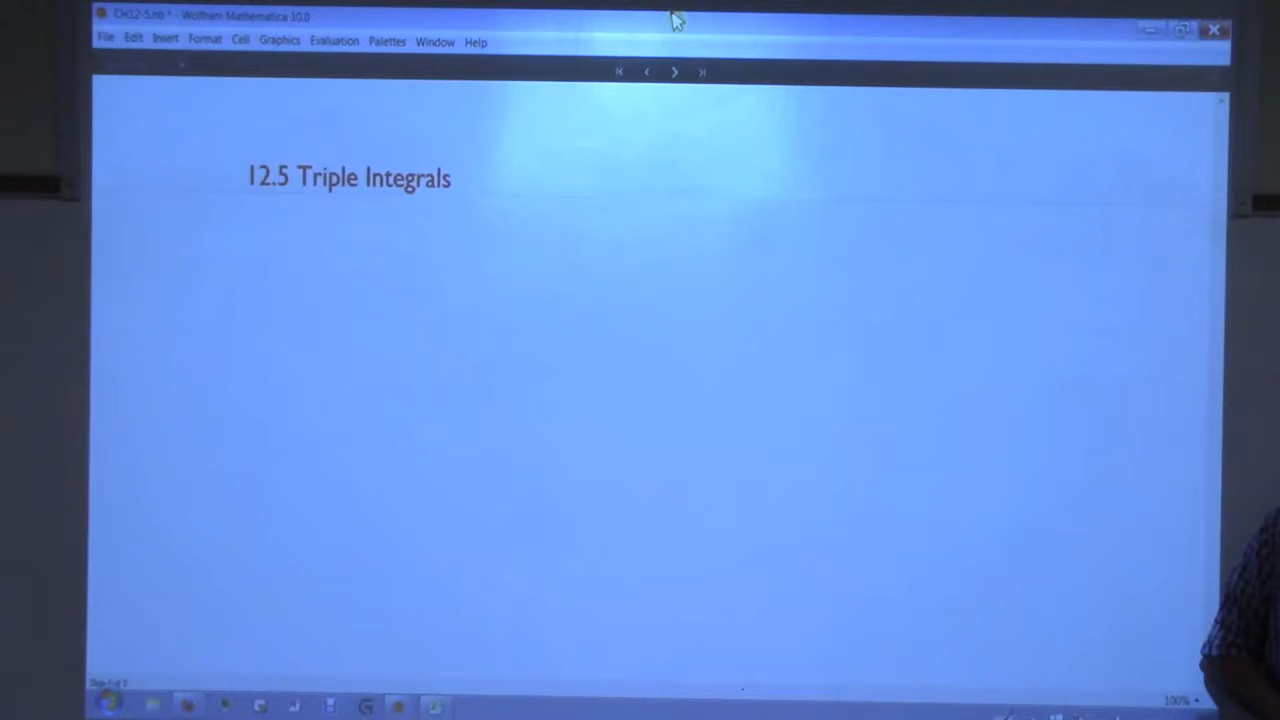 CH12-5.nb * - Wolfram Mathematica 10.0
File Edit Insert Format Cell Graphics Evaluation Palettes Window Help
12.5 Triple Integrals
100%